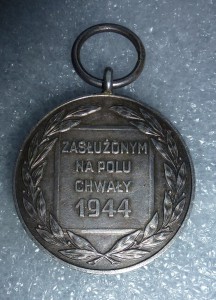 ZASŁUŻONYM
NA POLU
CHWAŁY
1944